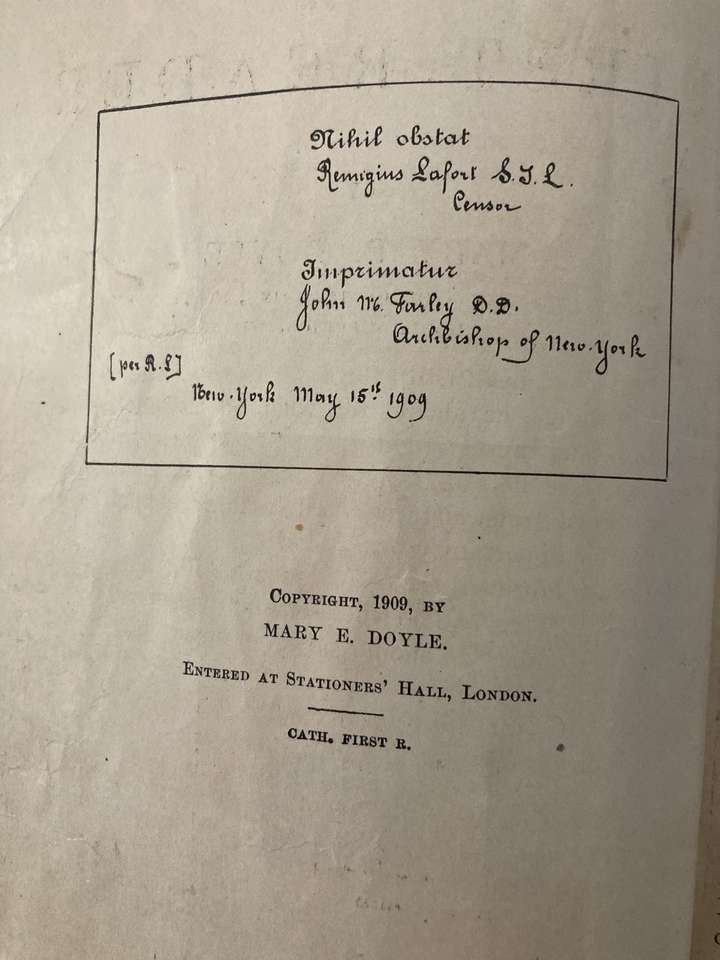 Nihil obstat
Remigius Lafort S.T.L.
Censor
Imprimatur
John M. Farley D.D.
Archbishop of New-York
[per R.L]
New-York May 15th 1909
COPYRIGHT, 1909, BY
MARY E. DOYLE.
ENTERED AT STATIONERS' HALL, LONDON.
CATH. FIRST R.